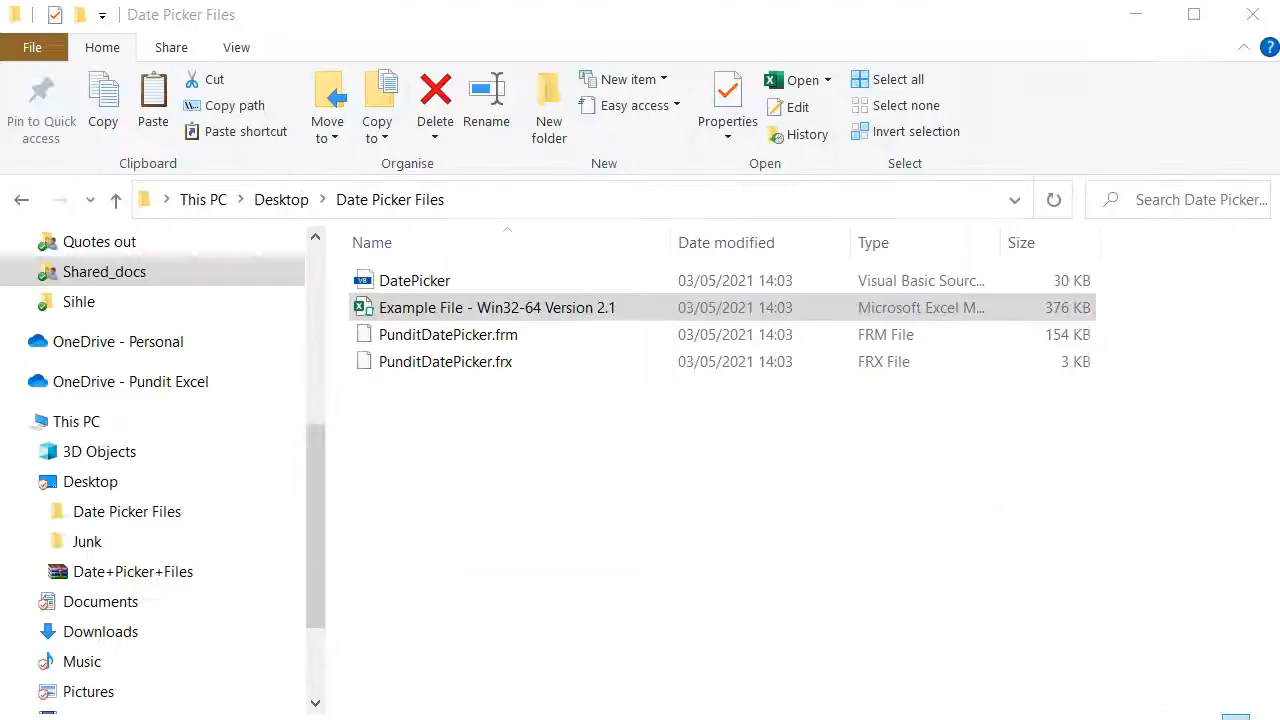 Date Picker Files
File Home Share View
?
Pin to Quick access
Copy
Paste
Cut
Copy path
Paste shortcut
Clipboard
Move to
Copy to
Delete
Rename
Organise
New folder
New item
Easy access
New
Properties
Open
Edit
History
Open
Select all
Select none
Invert selection
Select
This PC Desktop Date Picker Files
Search Date Picker...
Quotes out
Shared_docs
Sihle
OneDrive - Personal
OneDrive - Pundit Excel
This PC
3D Objects
Desktop
Date Picker Files
Junk
Date+Picker+Files
Documents
Downloads
Music
Pictures
Name Date modified Type Size
DatePicker 03/05/2021 14:03 Visual Basic Sourc... 30 KB
Example File - Win32-64 Version 2.1 03/05/2021 14:03 Microsoft Excel M... 376 KB
PunditDatePicker.frm 03/05/2021 14:03 FRM File 154 KB
PunditDatePicker.frx 03/05/2021 14:03 FRX File 3 KB